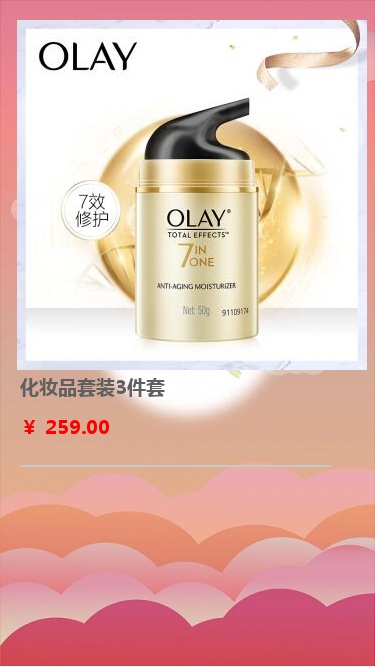 OLAY
7效
修护
OLAY®
TOTAL EFFECTS™
7 IN
ONE
ANTI-AGING MOISTURIZER
Net: 50g
91109174
化妆品套装3件套
¥ 259.00